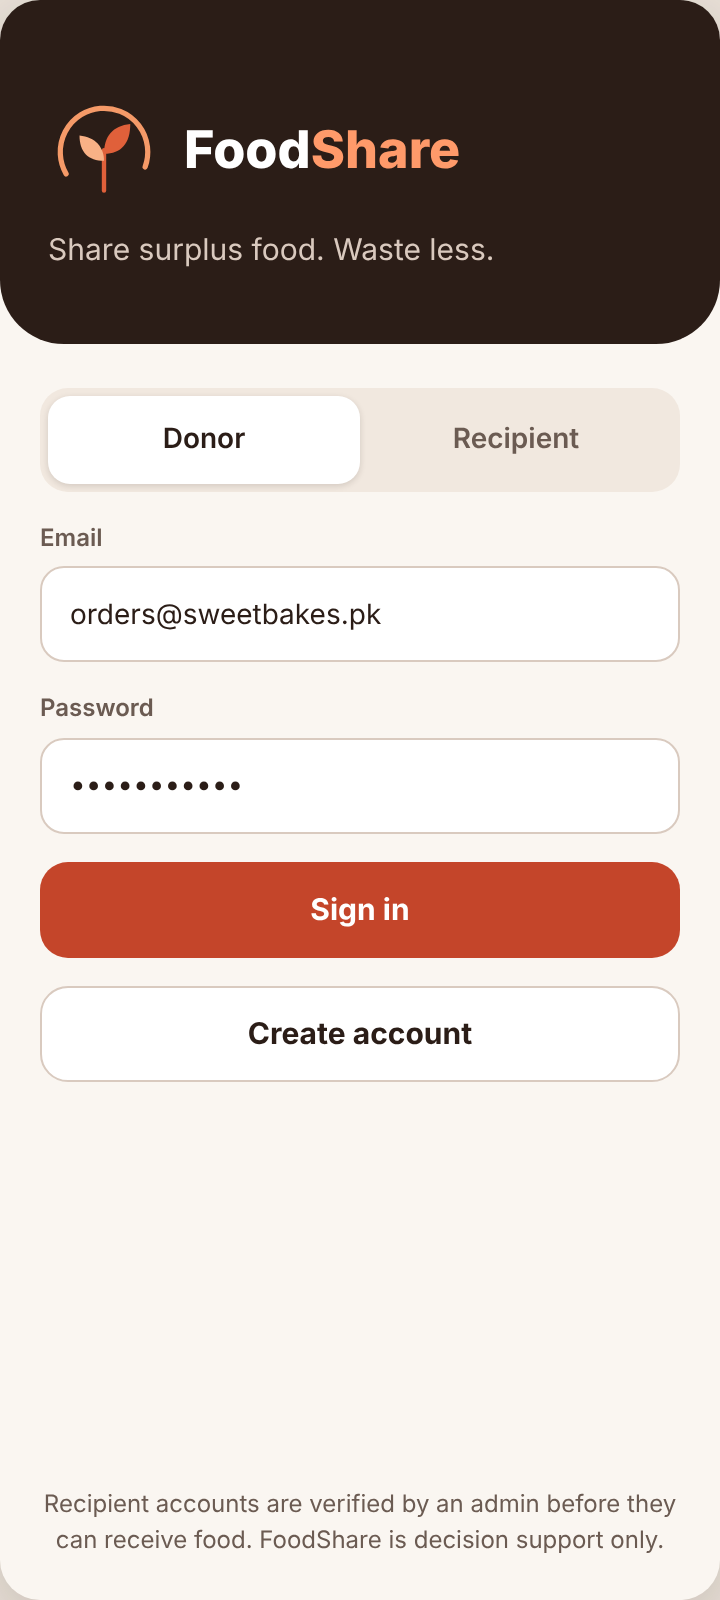 FoodShare
Share surplus food. Waste less.
Donor
Recipient
Email
orders@sweetbakes.pk
Password
•••••••••••
Sign in
Create account
Recipient accounts are verified by an admin before they
can receive food. FoodShare is decision support only.